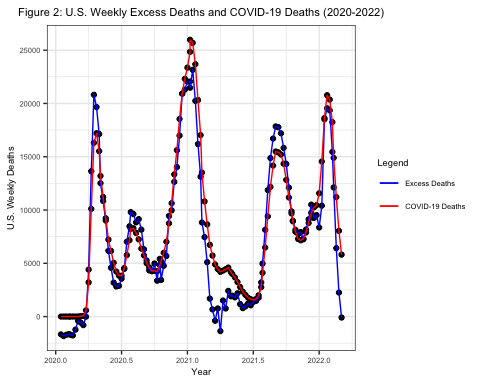 Figure 2: U.S. Weekly Excess Deaths and COVID-19 Deaths (2020-2022)
25000
20000
15000
10000
5000
0
U.S. Weekly Deaths
2020.0 2020.5 2021.0 2021.5 2022.0
Year
Legend
Excess Deaths
COVID-19 Deaths